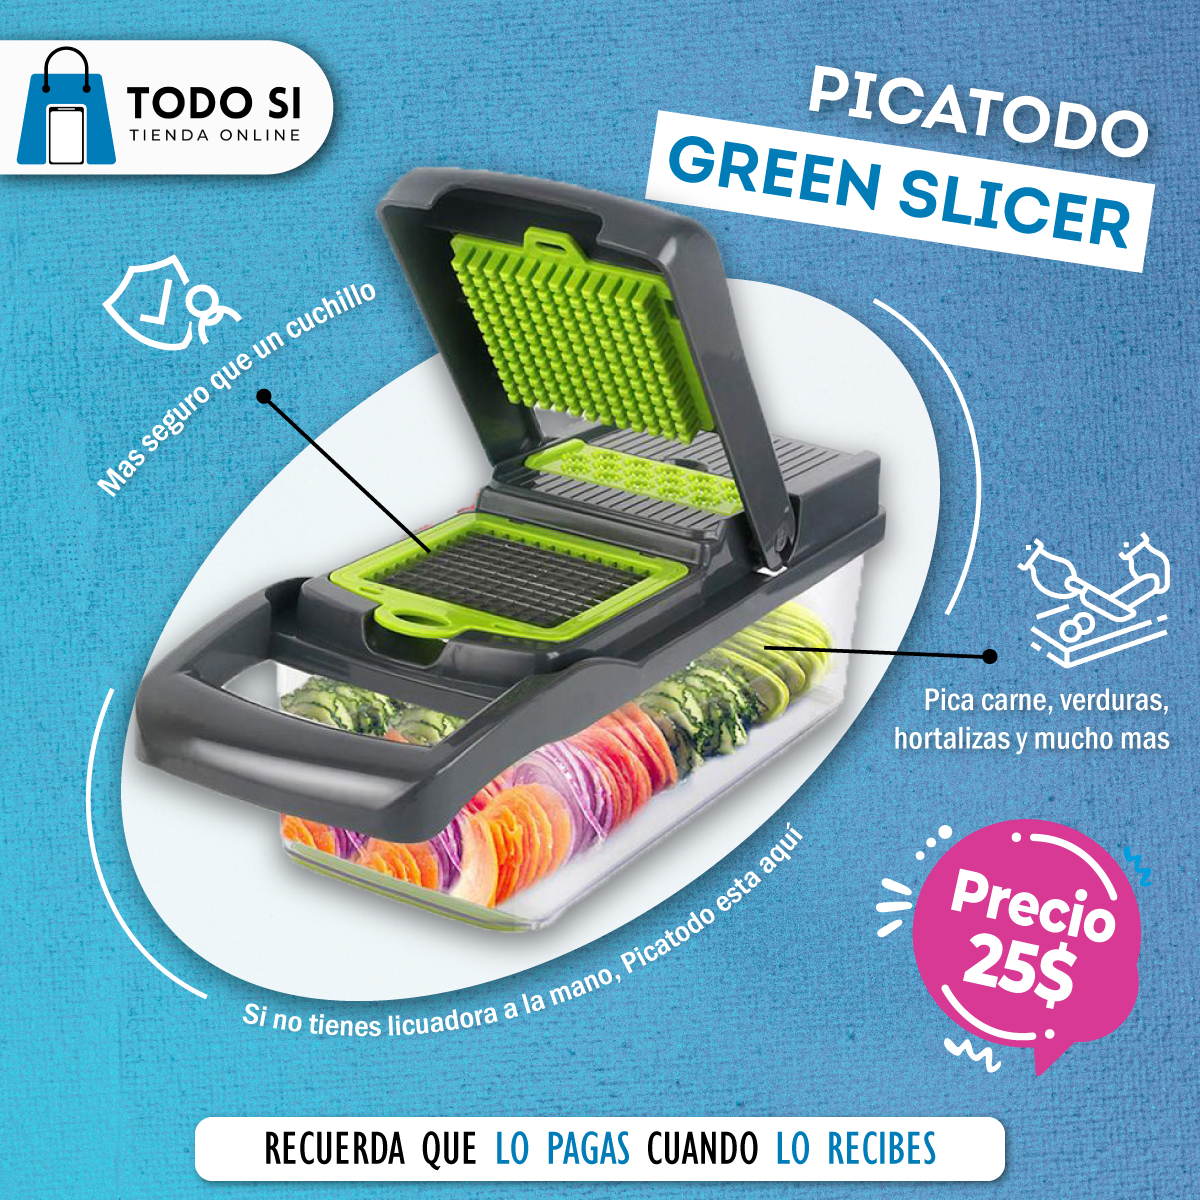 TODO SI
TIENDA ONLINE
PICATODO
GREEN SLICER
Mas seguro que un cuchillo
Pica carne, verduras,
hortalizas y mucho mas
Si no tienes licuadora a la mano, Picatodo esta aquí
Precio
25$
RECUERDA QUE LO PAGAS CUANDO LO RECIBES